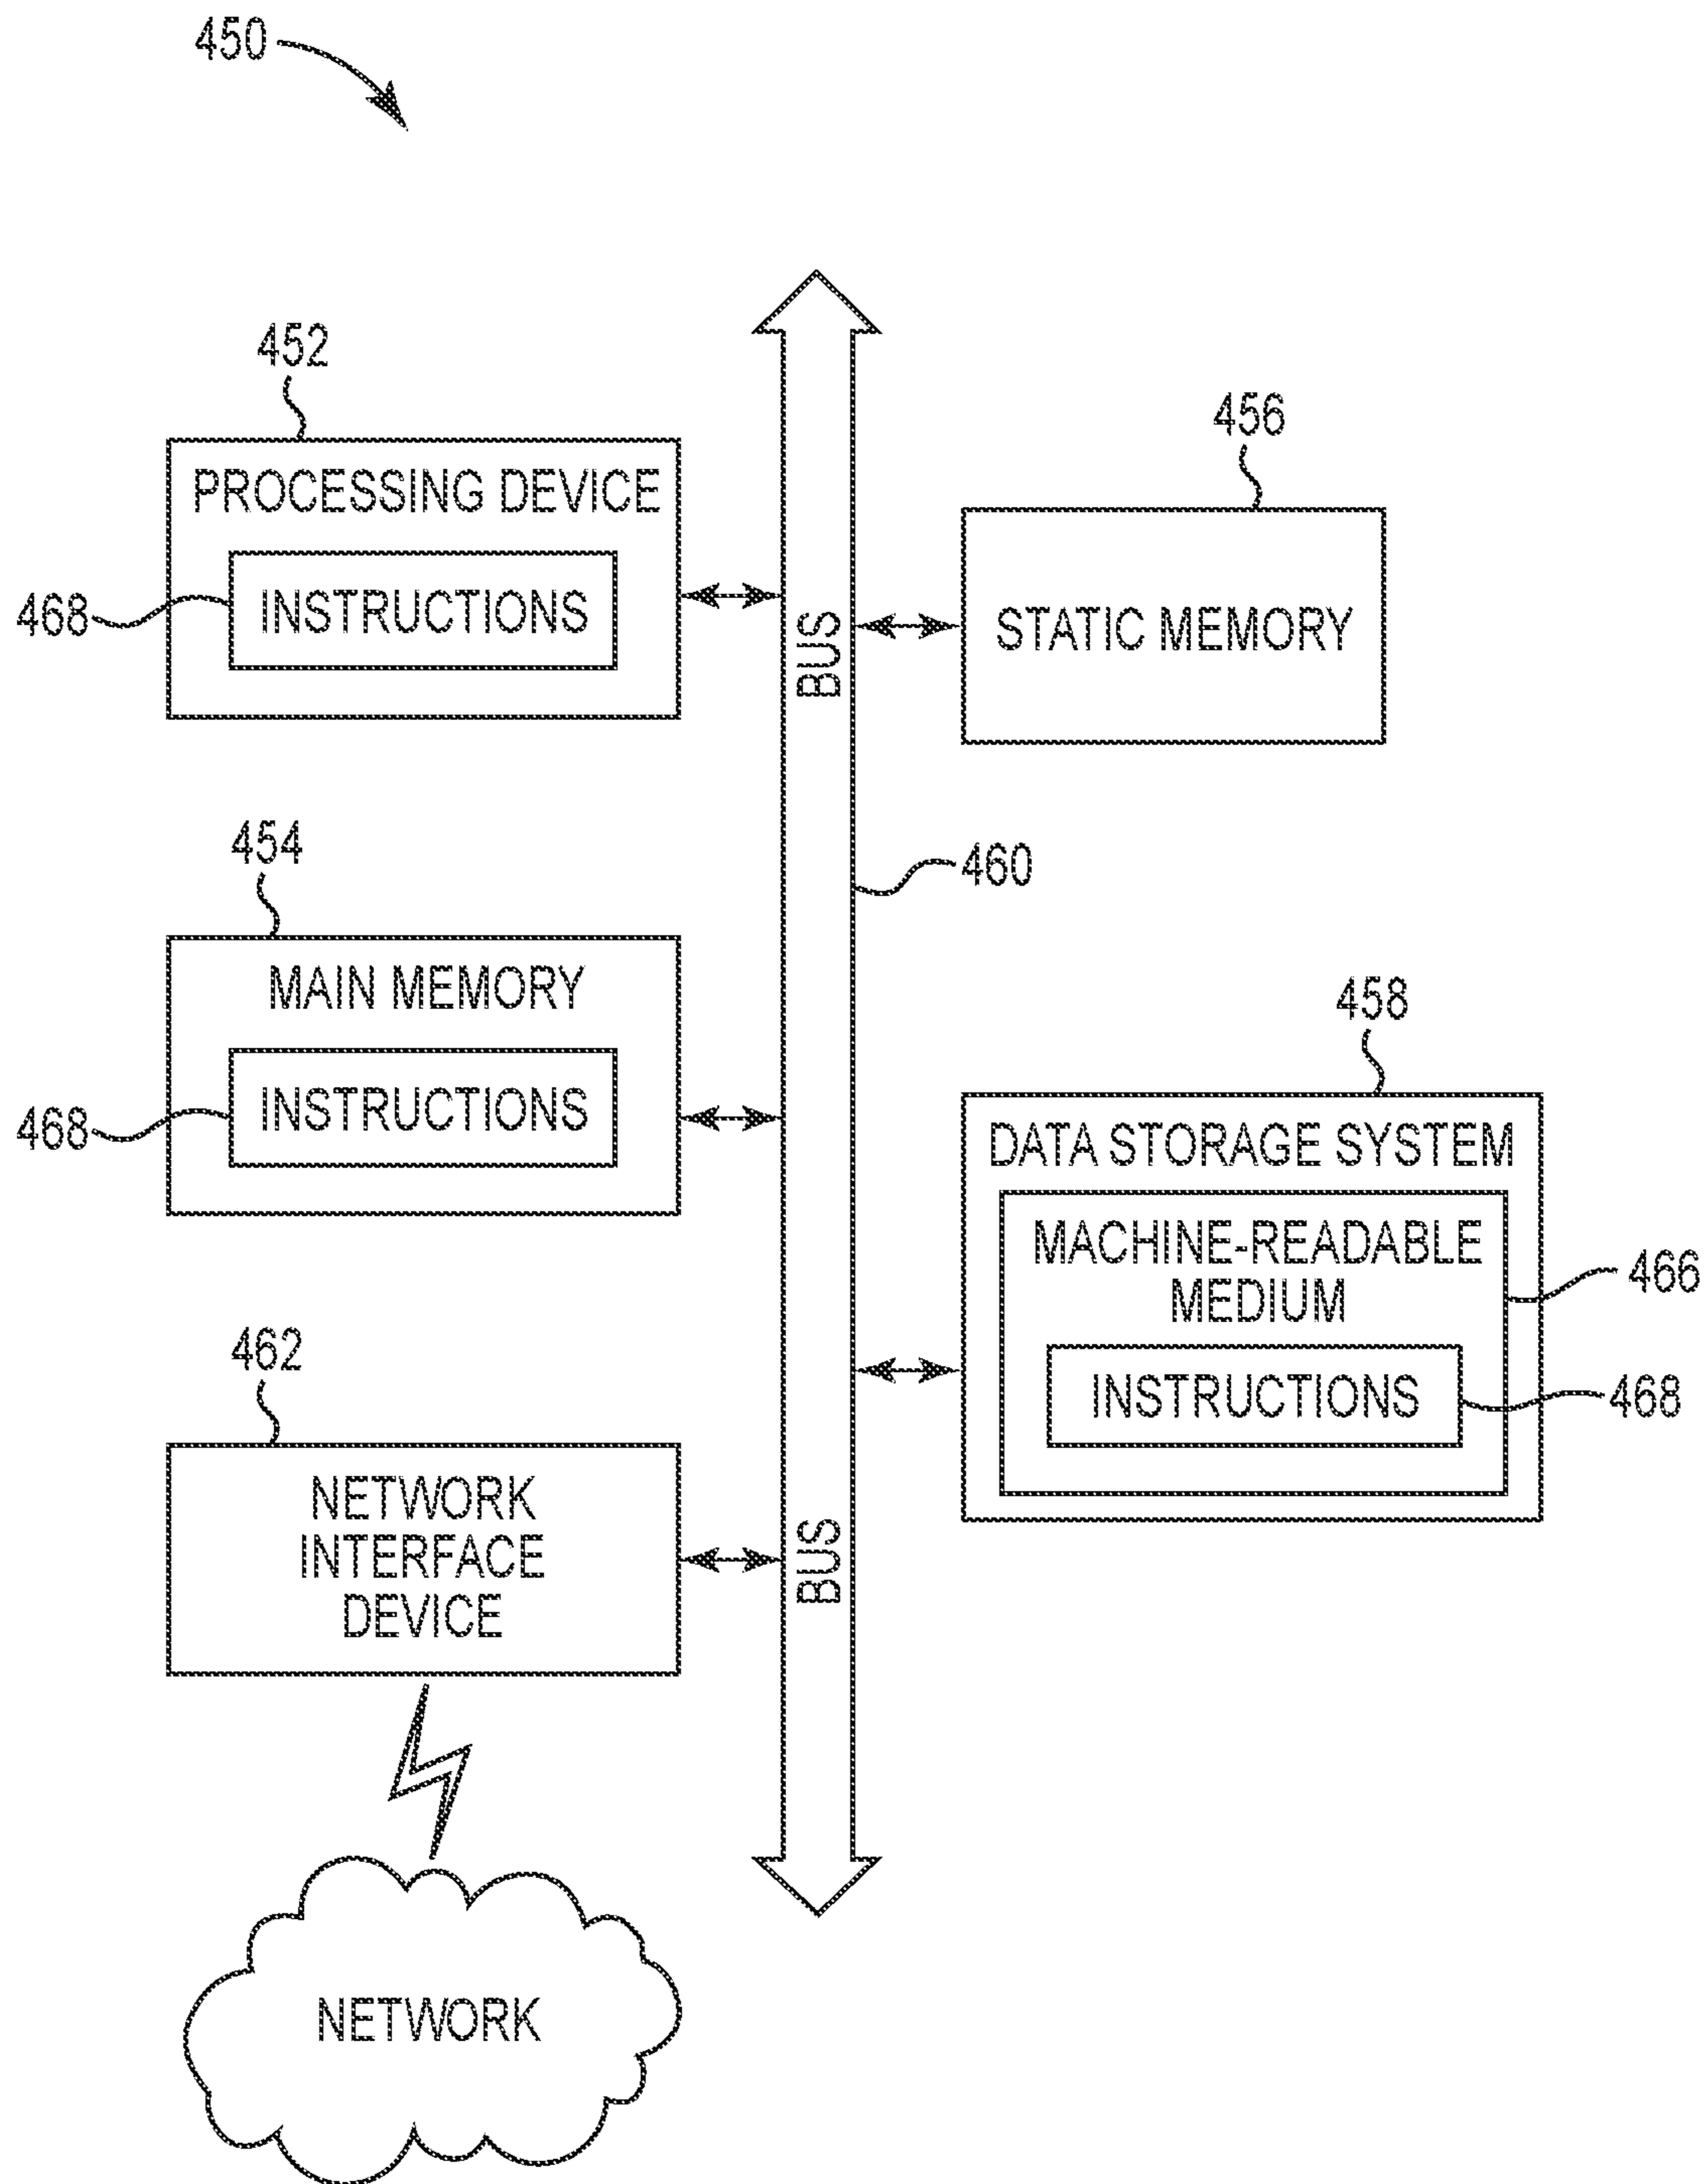 450
452
PROCESSING DEVICE
468
INSTRUCTIONS
456
STATIC MEMORY
BUS
454
MAIN MEMORY
468
INSTRUCTIONS
460
458
DATA STORAGE SYSTEM
MACHINE-READABLE
MEDIUM
466
INSTRUCTIONS
468
462
NETWORK
INTERFACE
DEVICE
BUS
NETWORK